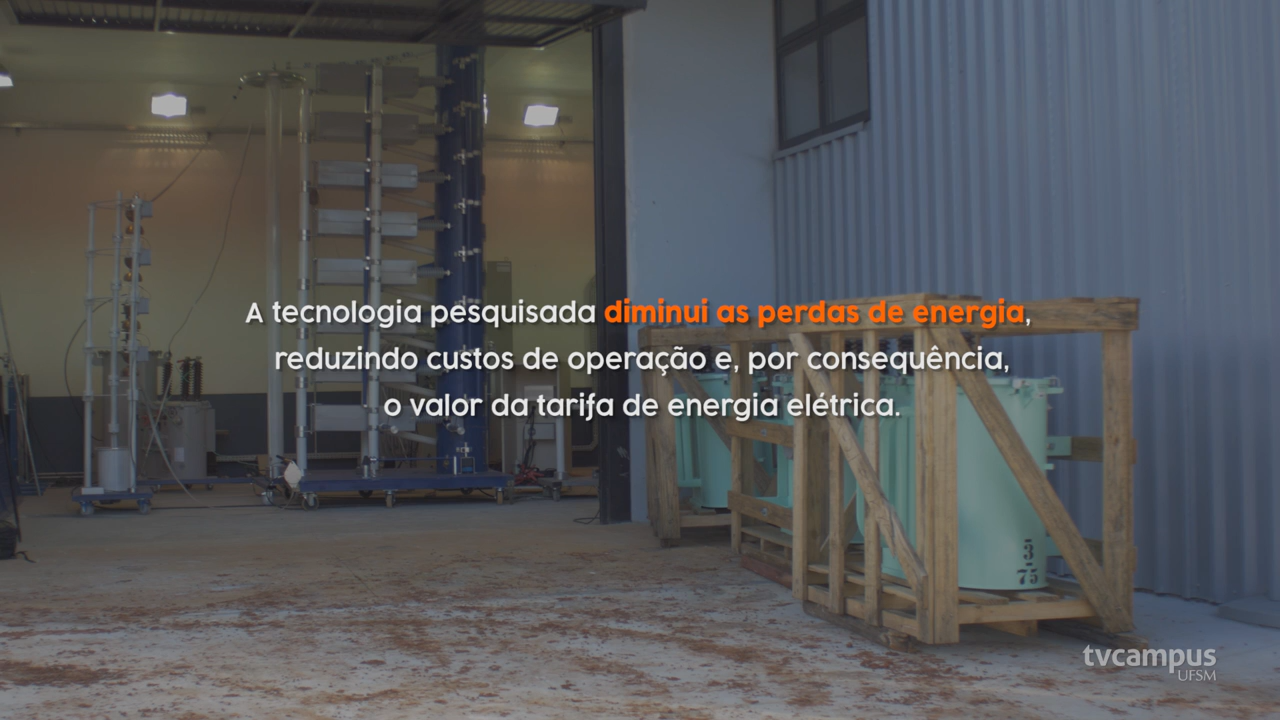 A tecnologia pesquisada diminui as perdas de energia,
reduzindo custos de operação e, por consequência,
o valor da tarifa de energia elétrica.
3
75
tvcampus
UFSM